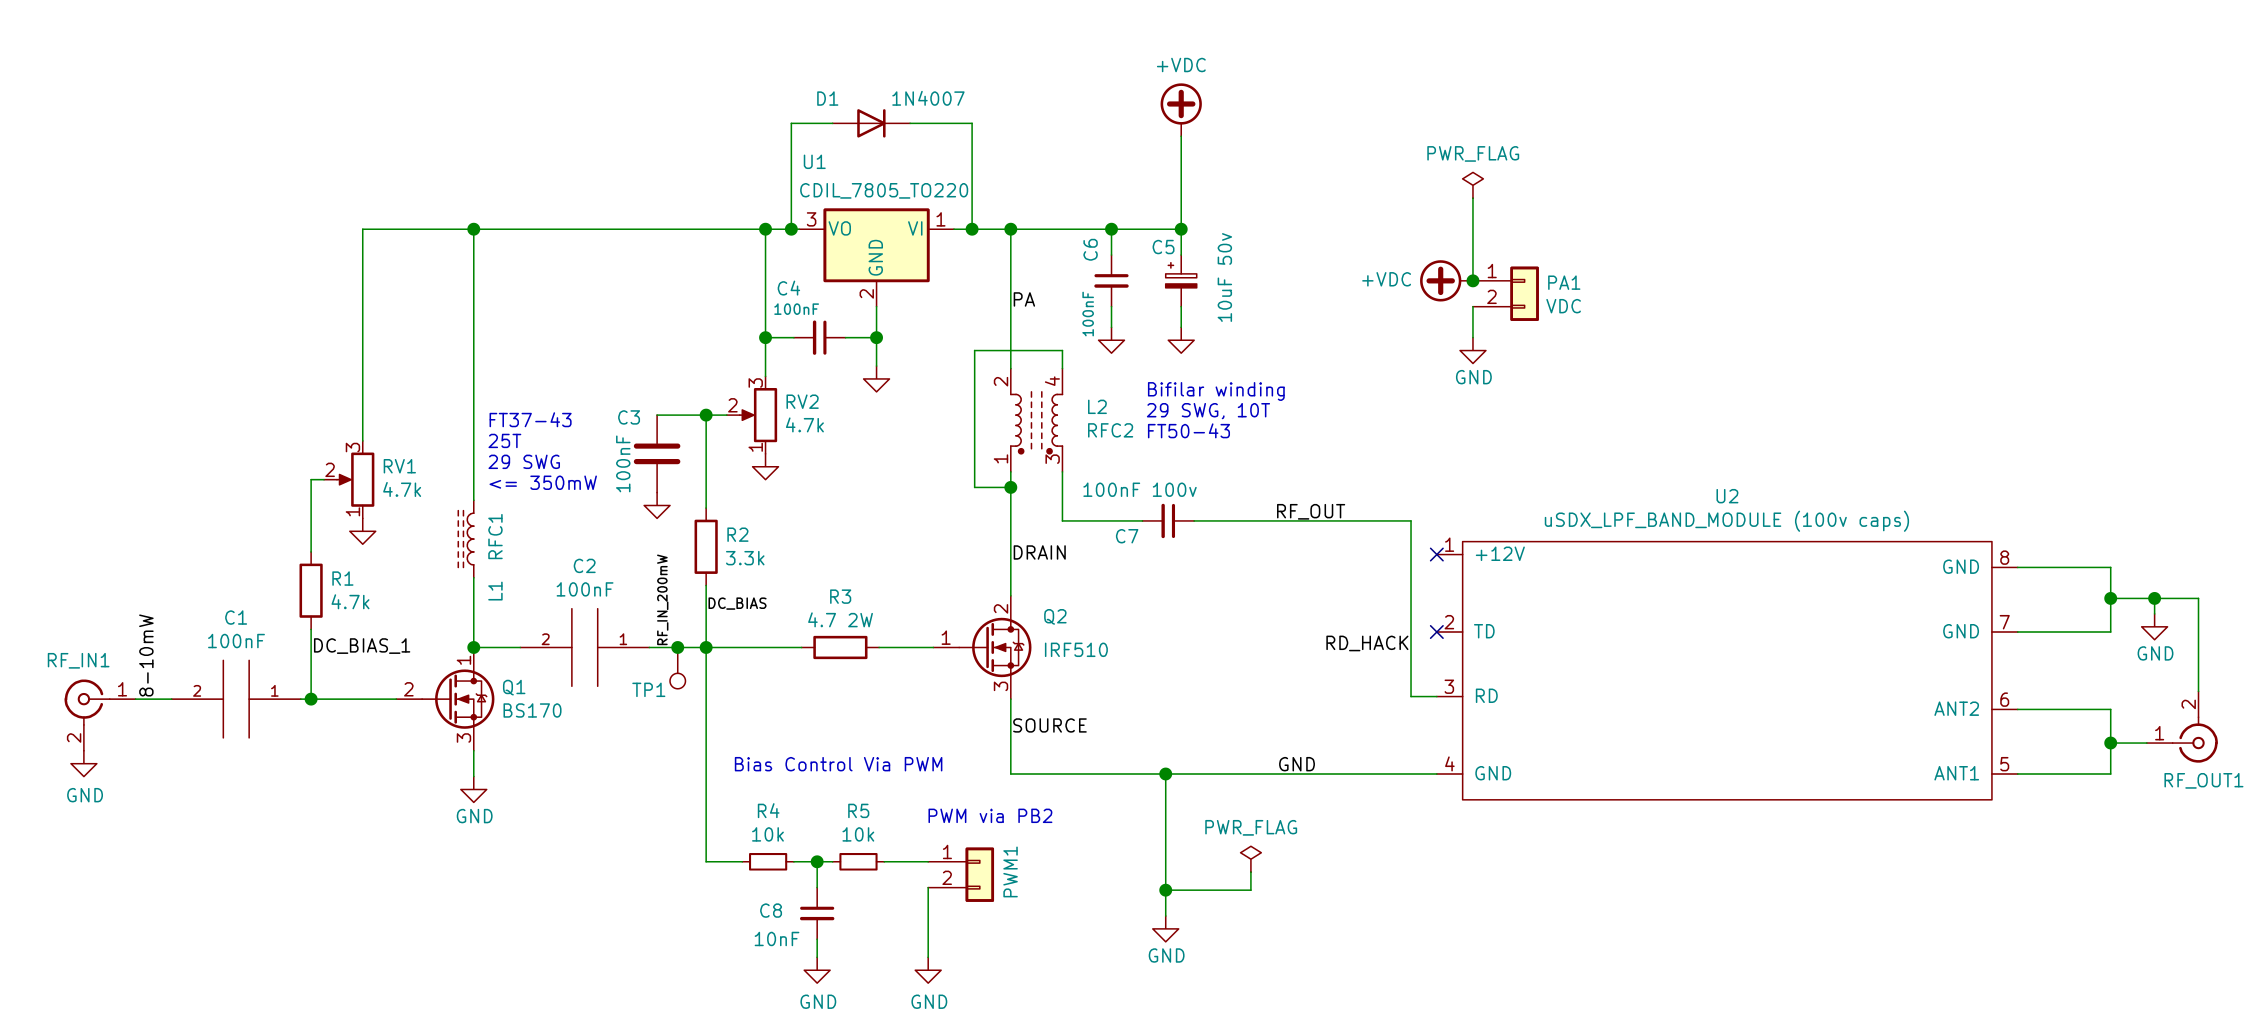 +VDC
D1 1N4007
PWR_FLAG
U1
CDIL_7805_TO220
3 VO VI 1
GND
2
C6
100nF
C5
+
10uF 50v
+VDC
1
2
PA1
VDC
GND
C4
100nF
PA
3
2
1
RV2
4.7k
C3
100nF
2
4
1
3
L2
RFC2
Bifilar winding
29 SWG, 10T
FT50-43
FT37-43
25T
29 SWG
<= 350mW
3
2
1
RV1
4.7k
L1 RFC1
100nF 100v
C7
RF_OUT
U2
uSDX_LPF_BAND_MODULE (100v caps)
1 +12V
2 TD
RD_HACK
3 RD
4 GND
GND 8
GND 7
ANT2 6
ANT1 5
GND
2
1
RF_OUT1
R2
3.3k
DRAIN
R1
4.7k
C2
100nF
2 1
RF_IN_200mW
DC_BIAS
R3
4.7 2W
2
1
3
Q2
IRF510
C1
100nF
2 1
DC_BIAS_1
RF_IN1
1
2
8-10mW
GND
1
2
3
Q1
BS170
GND
TP1
SOURCE
GND
Bias Control Via PWM
R4
10k
R5
10k
PWM via PB2
1
2
PWM1
PWR_FLAG
C8
10nF
GND
GND
GND